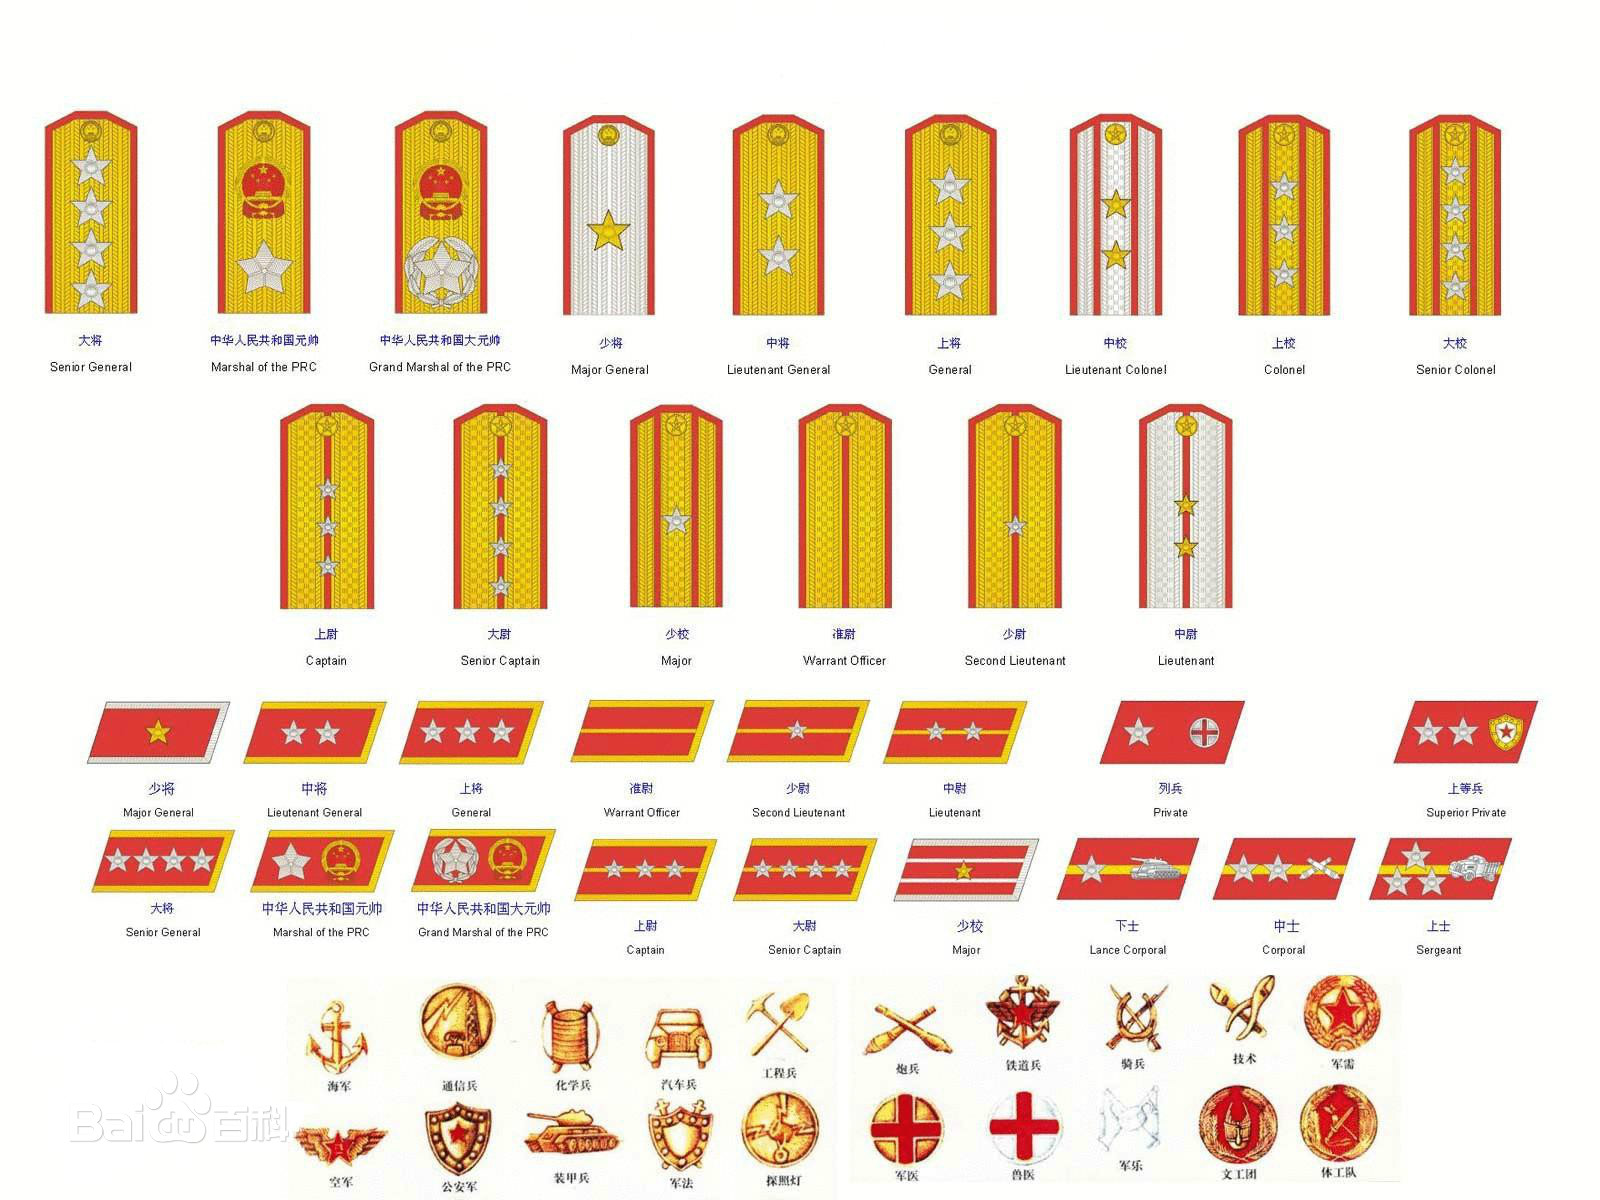 大将
Senior General
中华人民共和国元帅
Marshal of the PRC
中华人民共和国大元帅
Grand Marshal of the PRC
少将
Major General
中将
Lieutenant General
上将
General
中校
Lieutenant Colonel
上校
Colonel
大校
Senior Colonel
上尉
Captain
大尉
Senior Captain
少校
Major
准尉
Warrant Officer
少尉
Second Lieutenant
中尉
Lieutenant
少将
Major General
中将
Lieutenant General
上将
General
准尉
Warrant Officer
少尉
Second Lieutenant
中尉
Lieutenant
列兵
Private
上等兵
Superior Private
大将
Senior General
中华人民共和国元帅
Marshal of the PRC
中华人民共和国大元帅
Grand Marshal of the PRC
上尉
Captain
大尉
Senior Captain
少校
Major
下士
Lance Corporal
中士
Corporal
上士
Sergeant
海军
通信兵
化学兵
汽车兵
工程兵
炮兵
铁道兵
骑兵
技术
军需
空军
公安军
装甲兵
军法
探照灯
军医
兽医
军乐
文工团
体工队
Bai百科